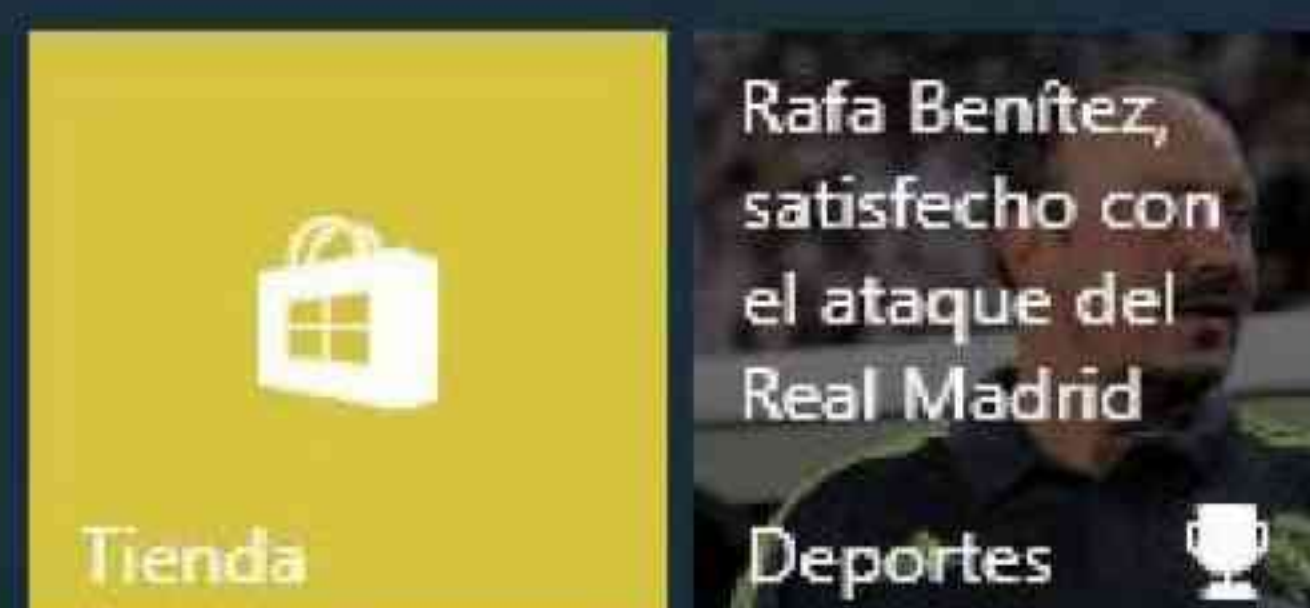 Rafa Benítez,
satisfecho con
el ataque del
Real Madrid
Tienda
Deportes